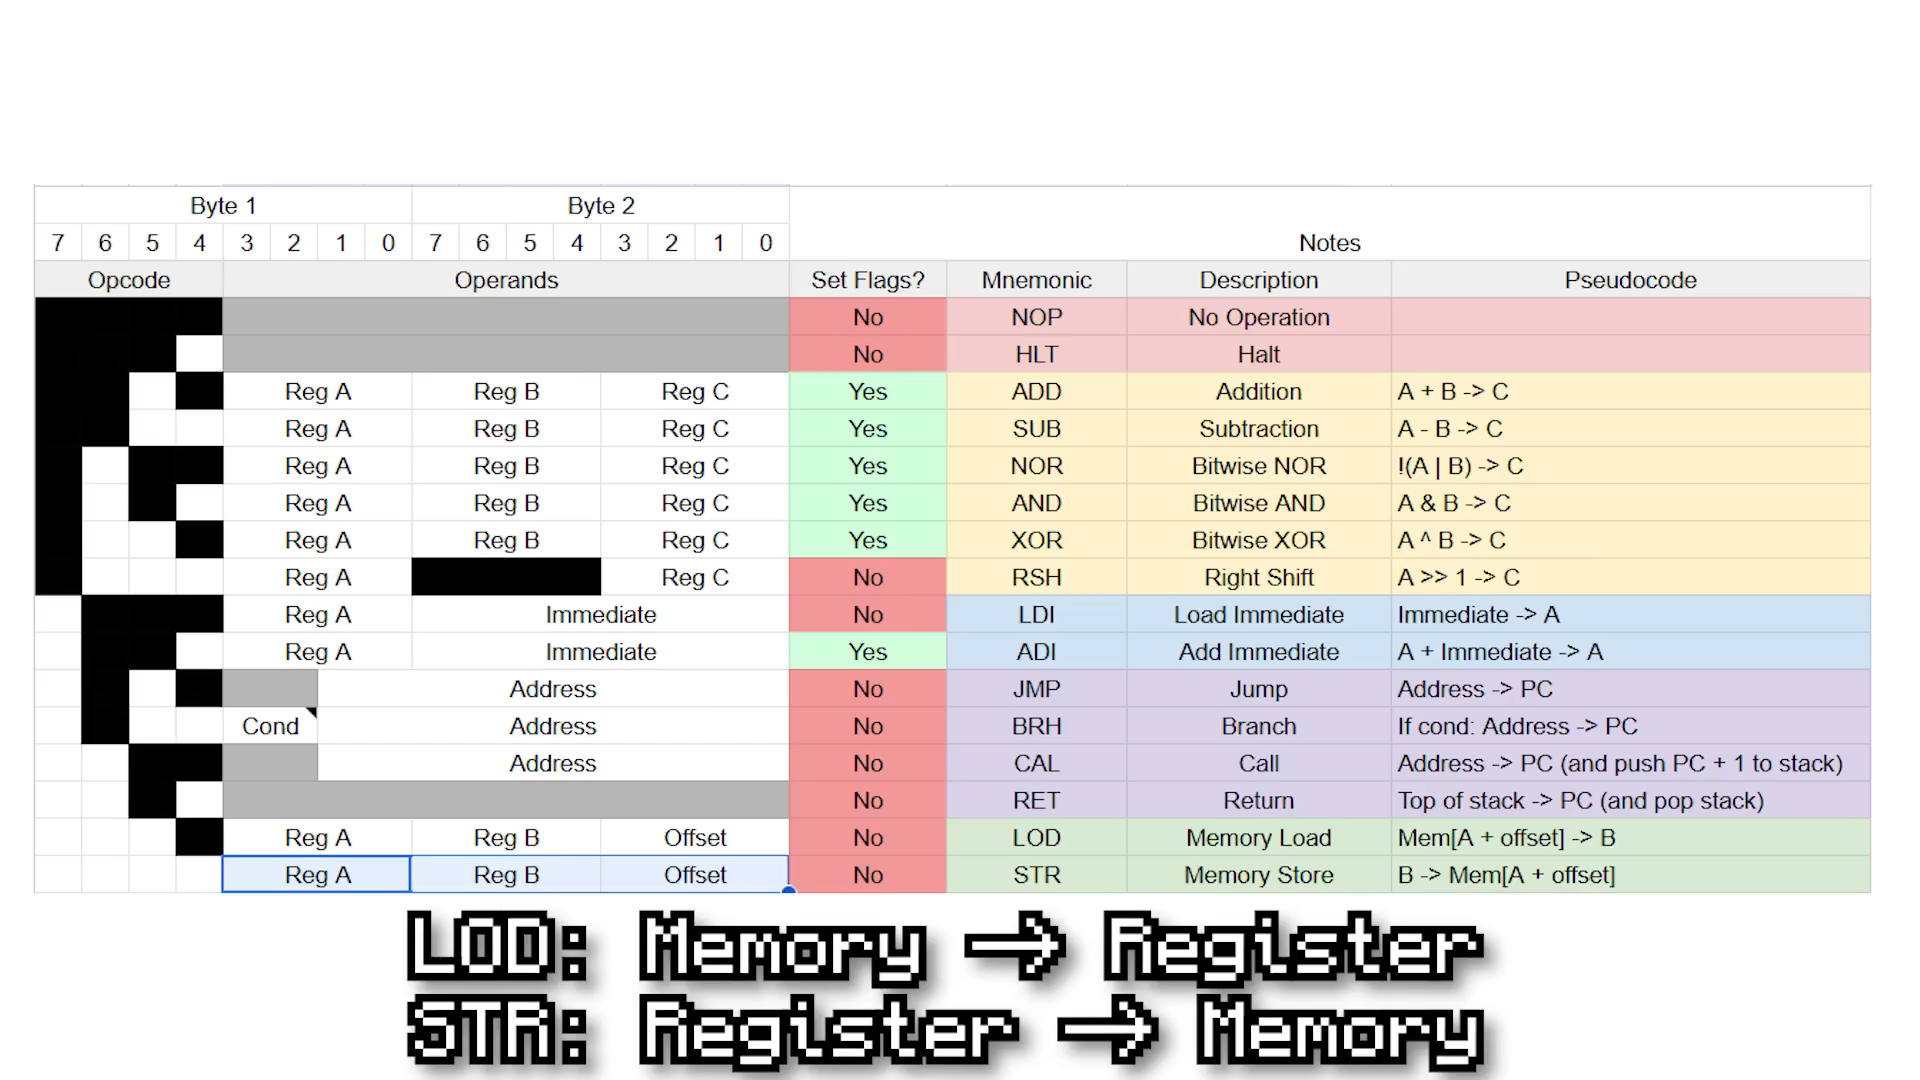 Byte 1 Byte 2
7 6 5 4 3 2 1 0 7 6 5 4 3 2 1 0 Notes
Opcode Operands Set Flags? Mnemonic Description Pseudocode
No NOP No Operation
No HLT Halt
Reg A Reg B Reg C Yes ADD Addition A + B -> C
Reg A Reg B Reg C Yes SUB Subtraction A - B -> C
Reg A Reg B Reg C Yes NOR Bitwise NOR !(A | B) -> C
Reg A Reg B Reg C Yes AND Bitwise AND A & B -> C
Reg A Reg B Reg C Yes XOR Bitwise XOR A ^ B -> C
Reg A Reg C No RSH Right Shift A >> 1 -> C
Reg A Immediate No LDI Load Immediate Immediate -> A
Reg A Immediate Yes ADI Add Immediate A + Immediate -> A
Address No JMP Jump Address -> PC
Cond Address No BRH Branch If cond: Address -> PC
Address No CAL Call Address -> PC (and push PC + 1 to stack)
No RET Return Top of stack -> PC (and pop stack)
Reg A Reg B Offset No LOD Memory Load Mem[A + offset] -> B
Reg A Reg B Offset No STR Memory Store B -> Mem[A + offset]
LOD: Memory → Register
STR: Register → Memory